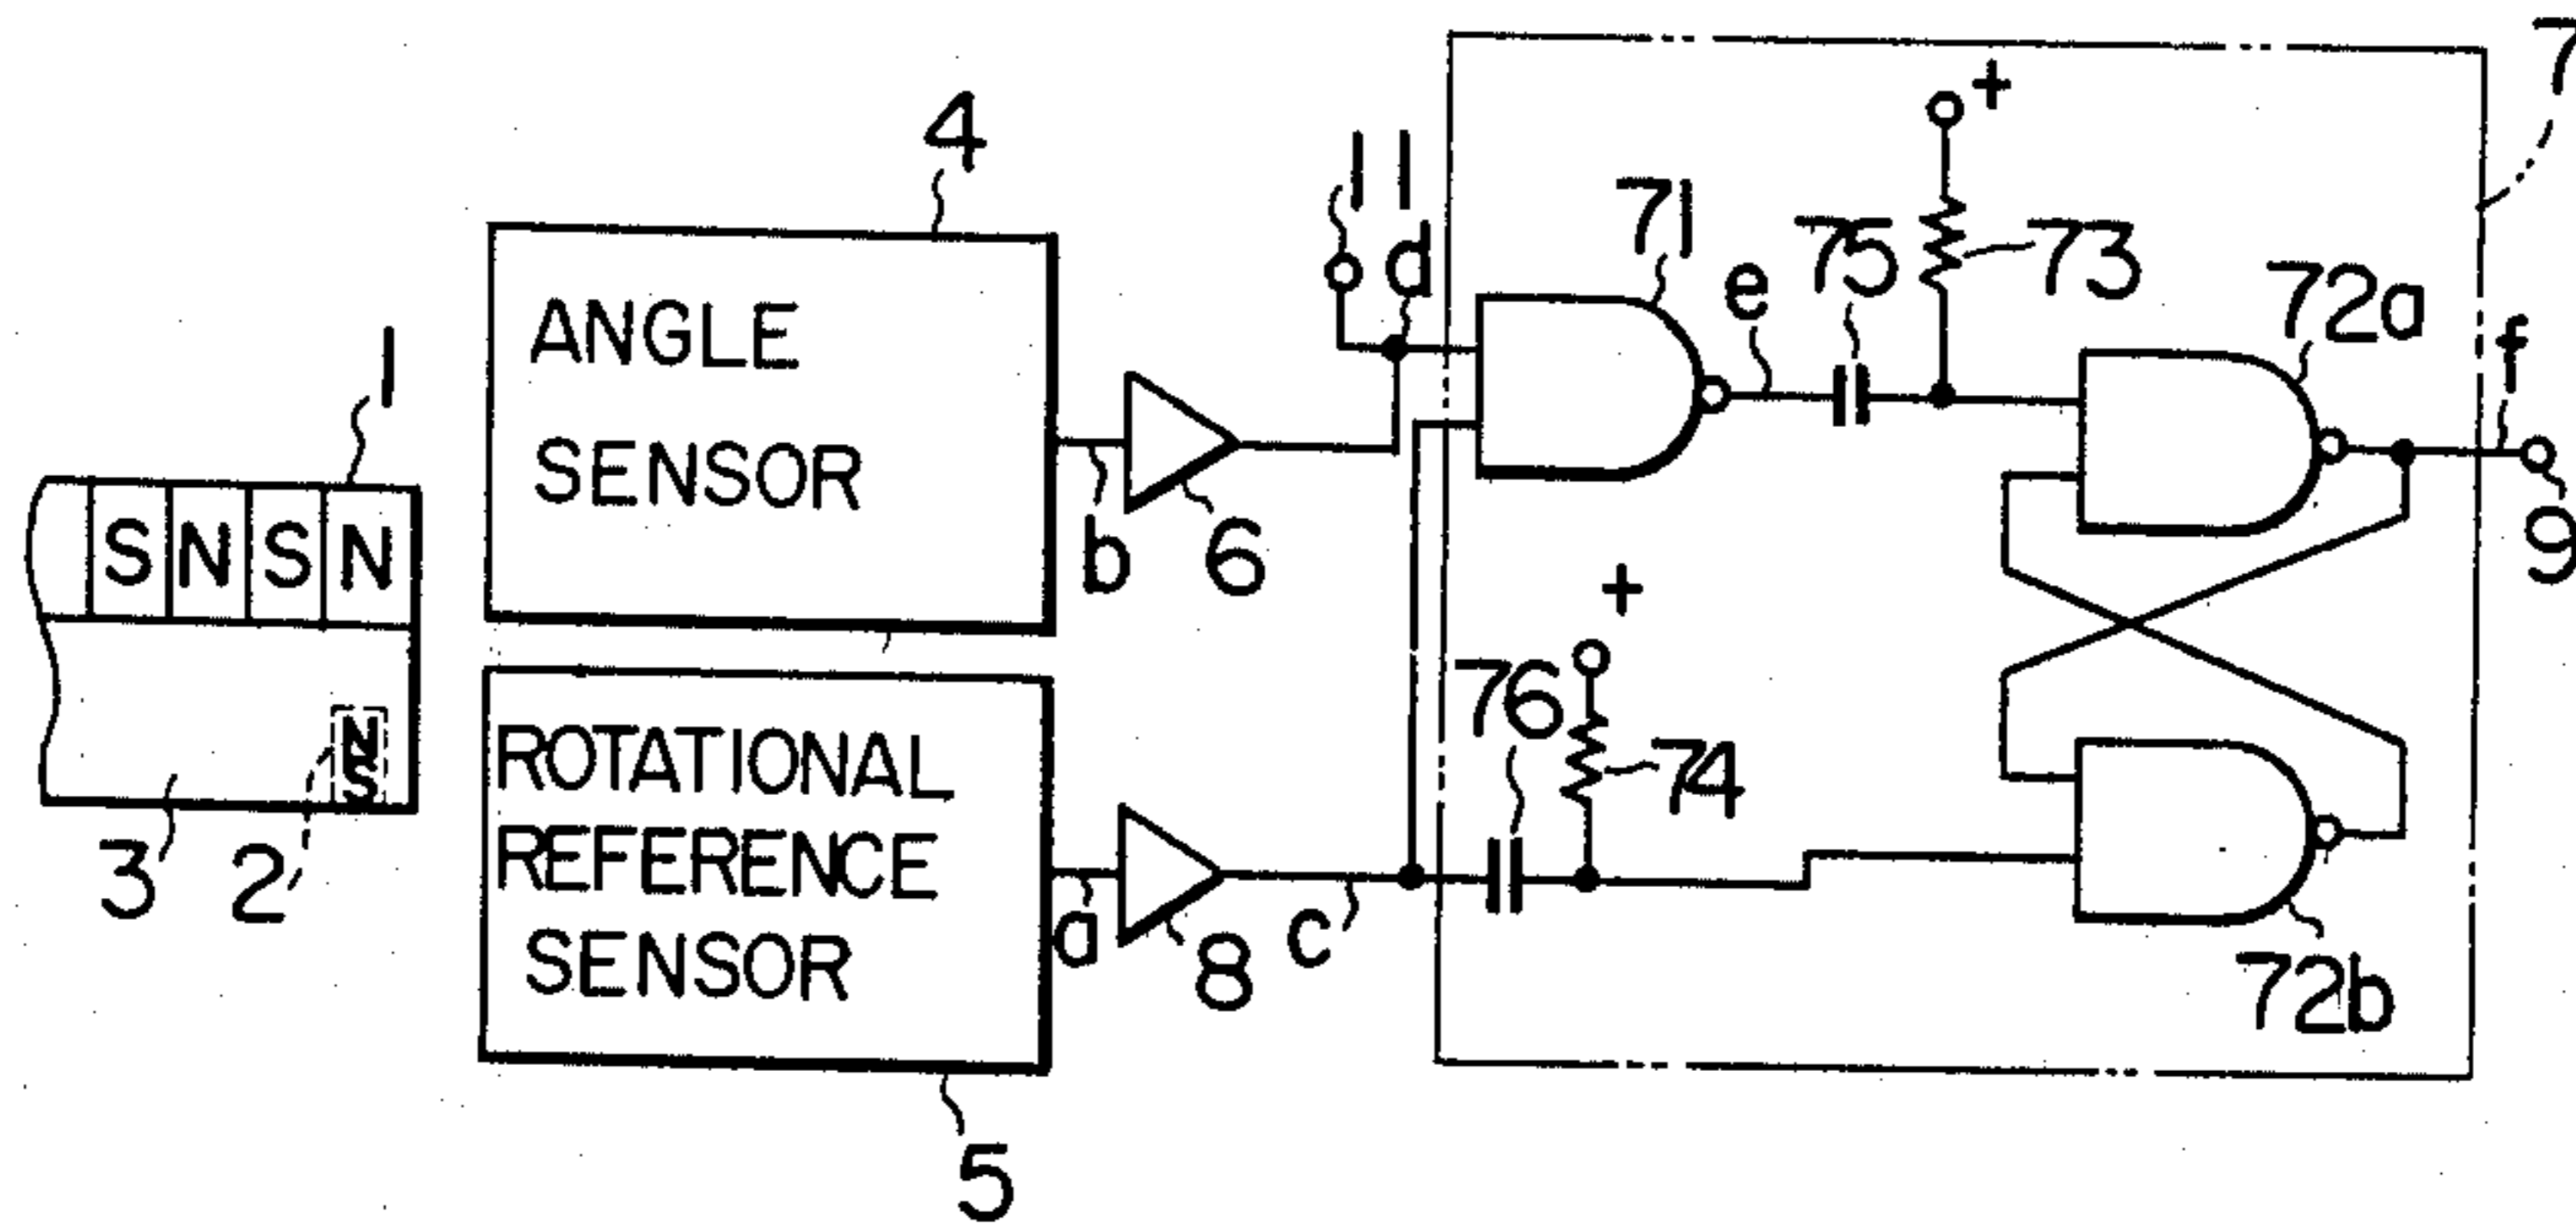 7
+
4
11
d
71
e
75
73
72a
f
9
1
ANGLE
SENSOR
b
6
S N S N
+
76
74
N
S
3
2
ROTATIONAL
REFERENCE
SENSOR
a
8
c
72b
5